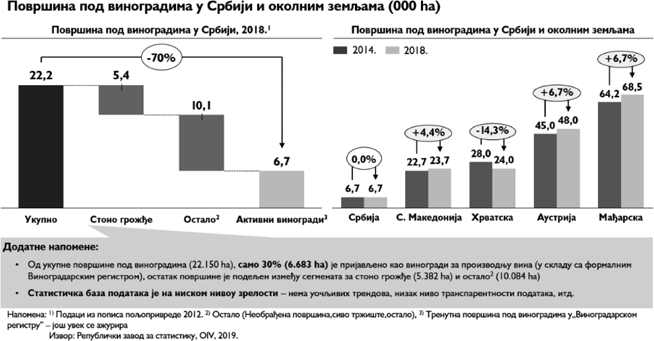 Површина под виноградима у Србији и околним земљама (000 ha)
Површина под виноградима у Србији, 2018.¹
-70%
22,2
5,4
10,1
6,7
Укупно
Стоно грожђе
Остало²
Активни виногради³
Површина под виноградима у Србији и околним земљама
2014.
2018.
0,0%
6,7
6,7
+4,4%
22,7
23,7
-14,3%
28,0
24,0
+6,7%
45,0
48,0
+6,7%
64,2
68,5
Србија
С. Македонија
Хрватска
Аустрија
Мађарска
Додатне напомене:
• Од укупне површине под виноградима (22.150 ha), само 30% (6.683 ha) је пријављено као виногради за производњу вина (у складу са формалним
Виноградарским регистром), остатак површине је подељен између сегмента за стоно грожђе (5.382 ha) и остало² (10.084 ha)
• Статистичка база података је на ниском нивоу зрелости – нема уочљивих трендова, низак ниво транспарентности података, итд.
Напомена: ¹⁾ Подаци из пописа пољопривреде 2012. ²⁾ Остало (Необрађена површина,сиво тржиште,остало), ³⁾ Тренутна површина под виноградима у„Виноградарском
регистру” – још увек се ажурира
Извор: Републички завод за статистику, OIV, 2019.